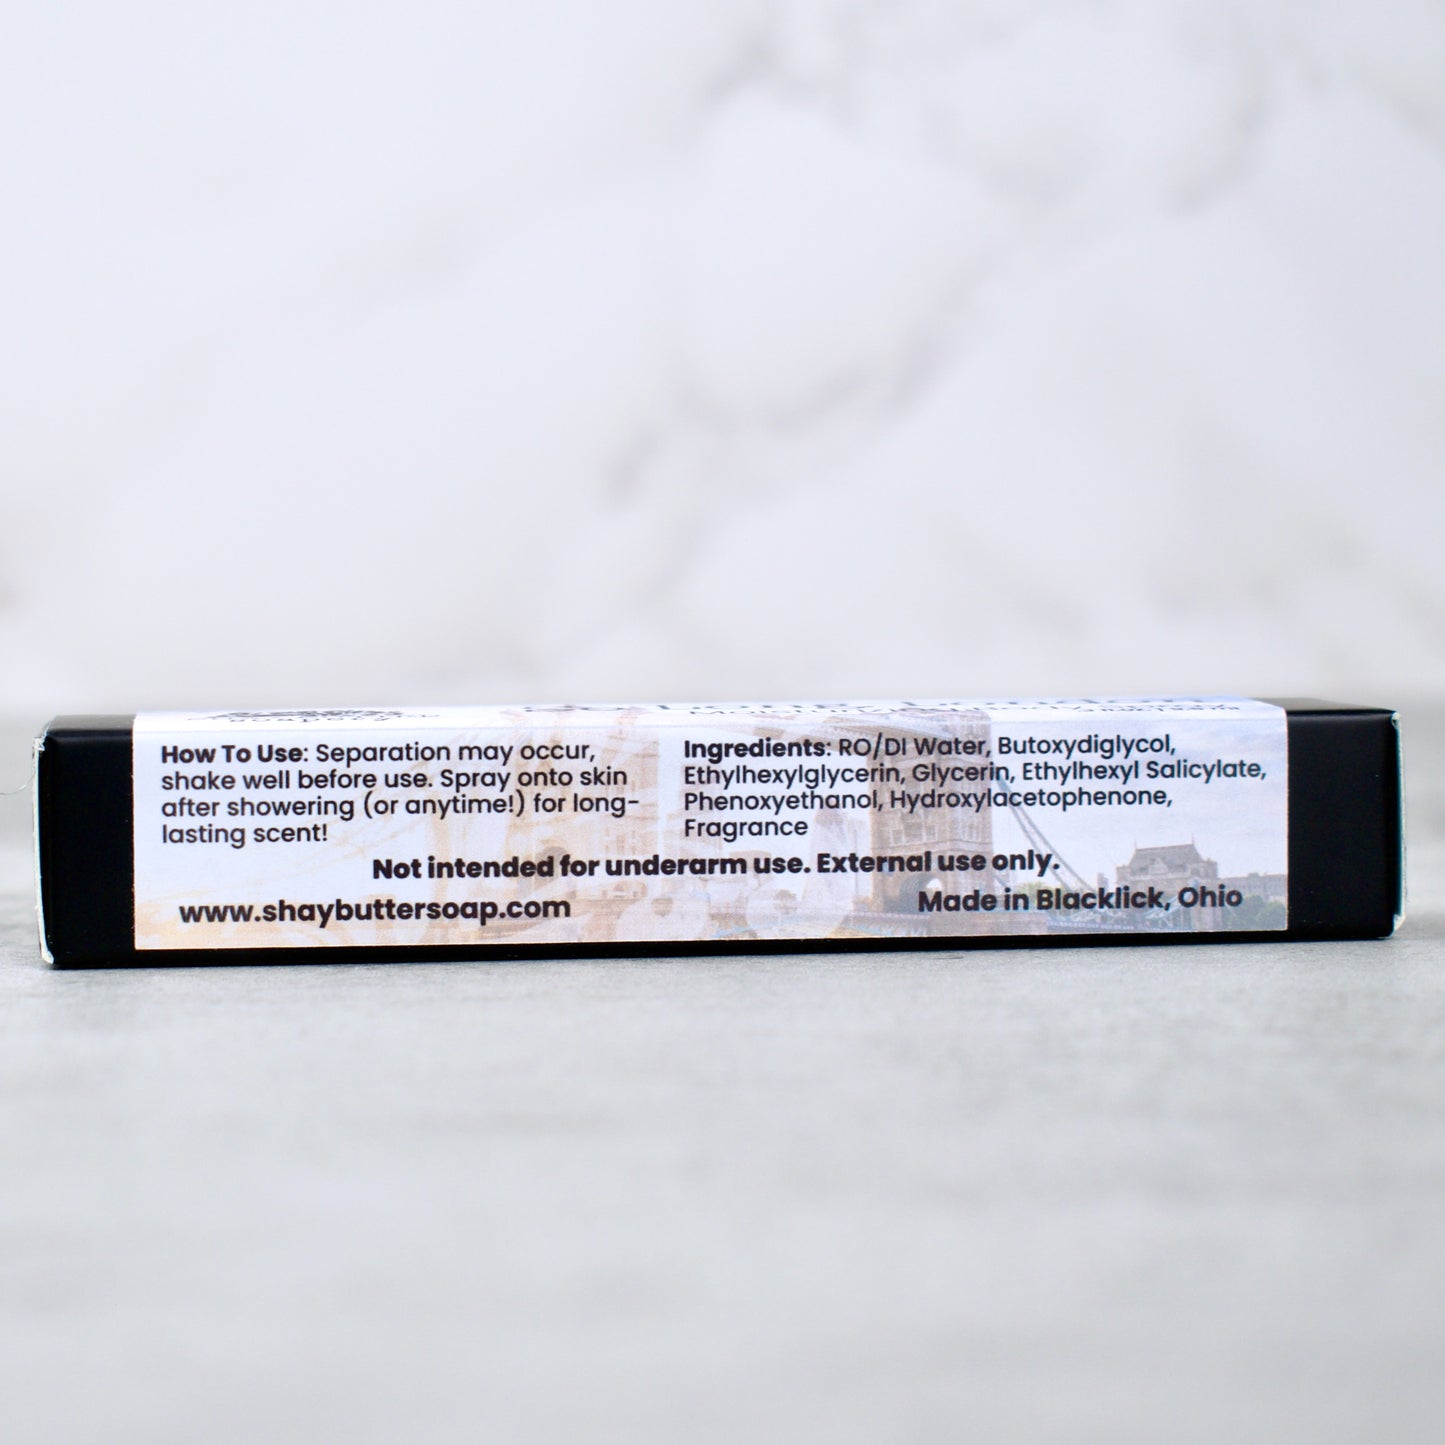 How To Use: Separation may occur,
shake well before use. Spray onto skin
after showering (or anytime!) for long-
lasting scent!
Ingredients: RO/DI Water, Butoxydiglycol,
Ethylhexylglycerin, Glycerin, Ethylhexyl Salicylate,
Phenoxyethanol, Hydroxylacetophenone,
Fragrance
Not intended for underarm use. External use only.
www.shaybuttersoap.com
Made in Blacklick, Ohio